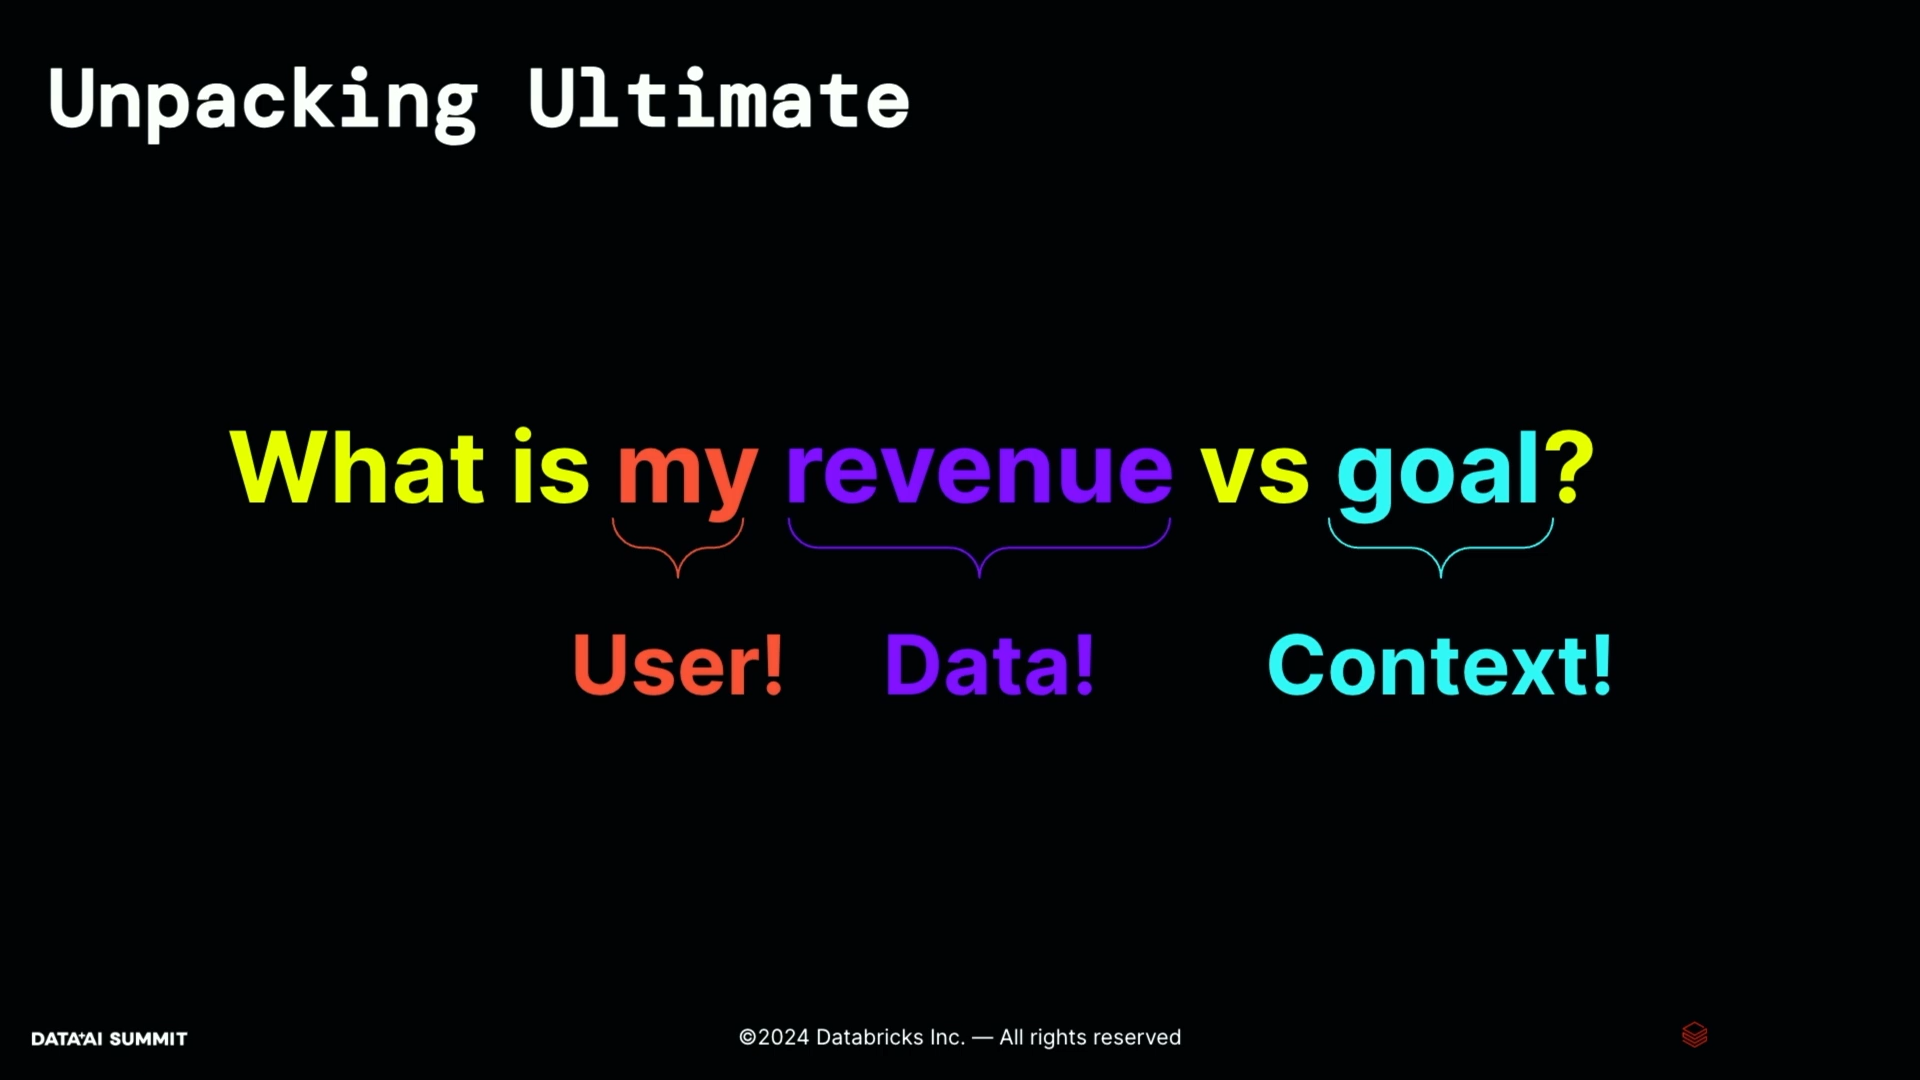 Unpacking Ultimate
What is my revenue vs goal?
User! Data! Context!
DATA+AI SUMMIT
©2024 Databricks Inc. — All rights reserved